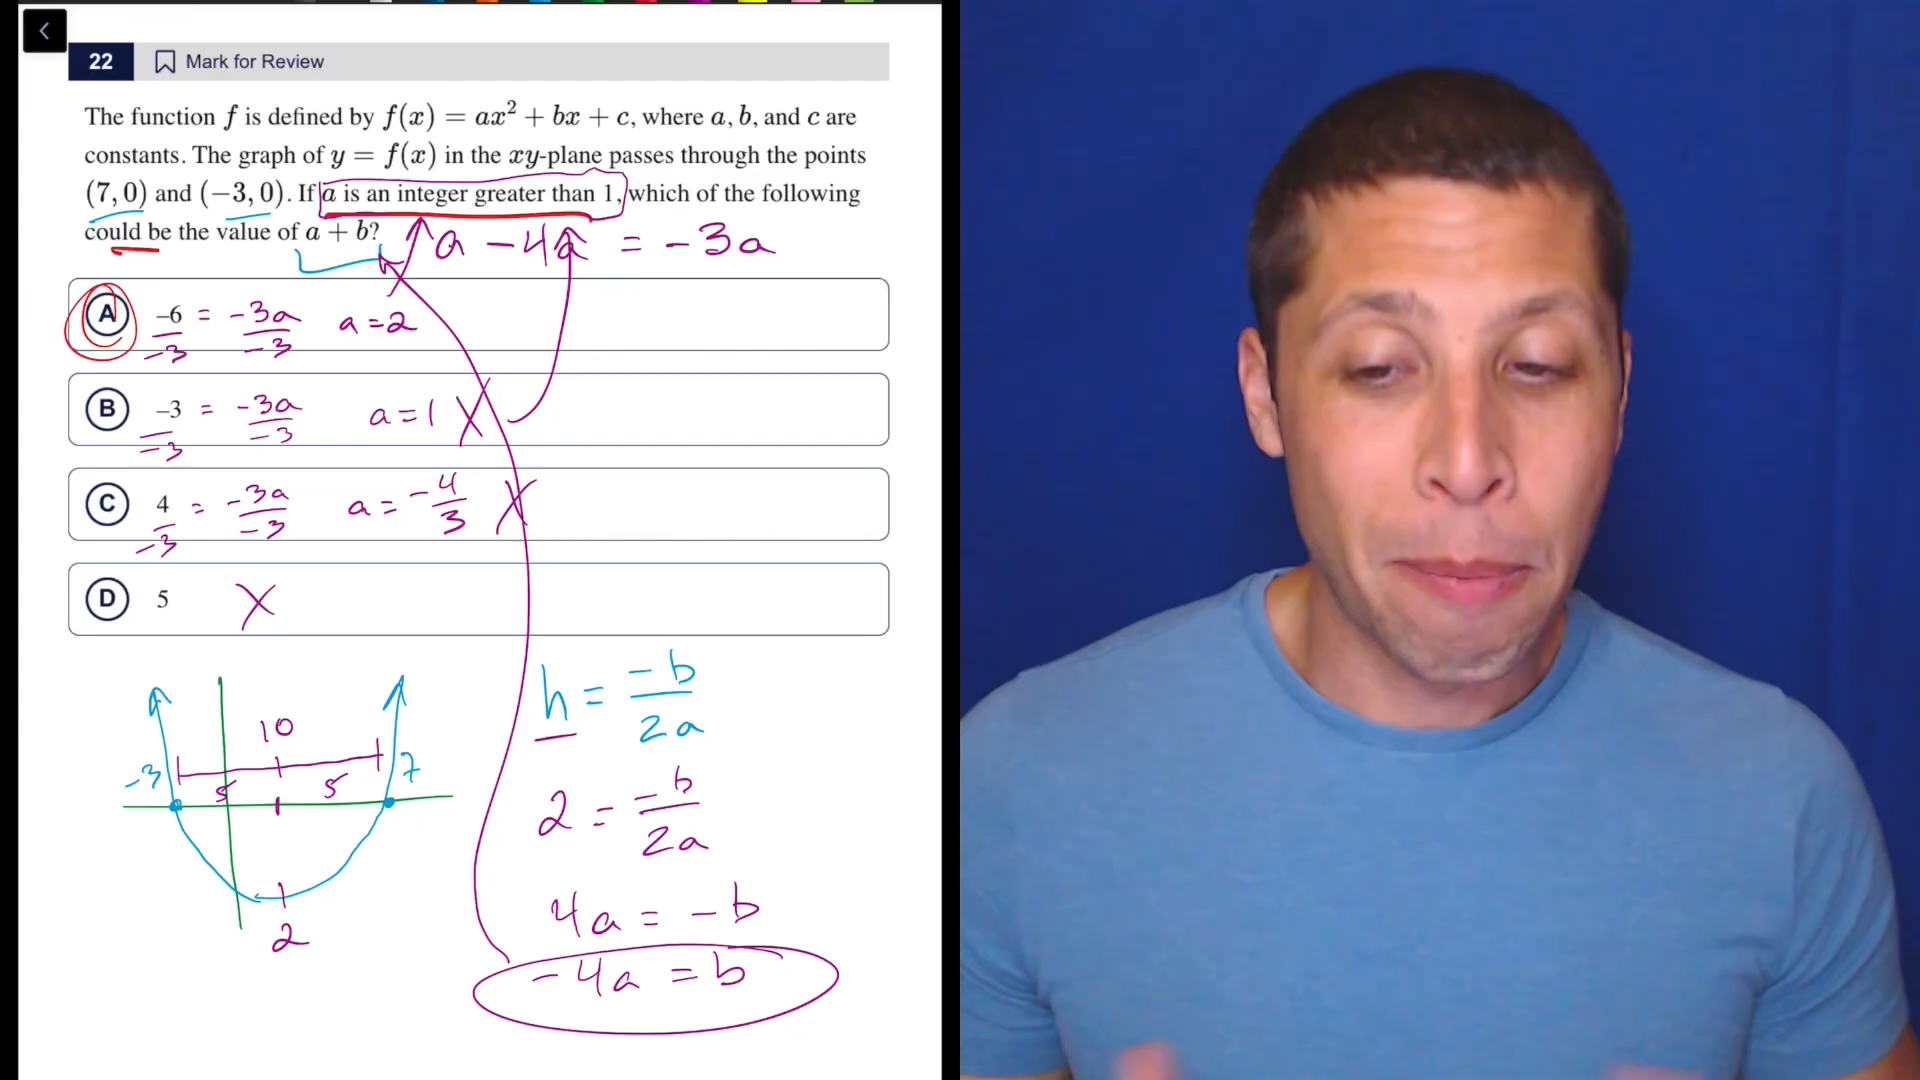 22 Mark for Review
The function f is defined by f(x) = ax² + bx + c, where a, b, and c are
constants. The graph of y = f(x) in the xy-plane passes through the points
(7, 0) and (−3, 0). If a is an integer greater than 1, which of the following
could be the value of a + b?
a − 4a = −3a
A −6 = −3a a = 2
−3 −3
B −3 = −3a a = 1 X
−3 −3
C 4 = −3a a = −4/3 X
−3 −3
D 5 X
10
−3 5 5 7
2
h = −b/2a
2 = −b/2a
4a = −b
−4a = b